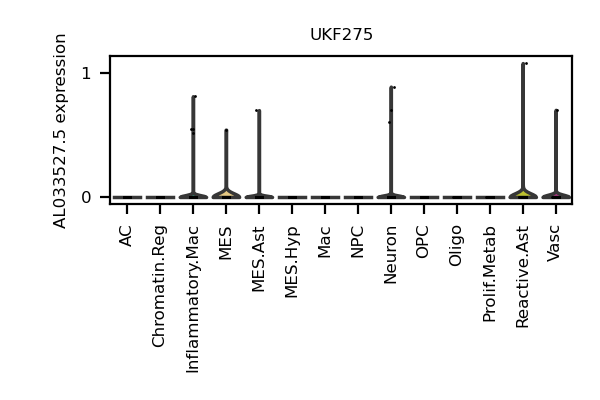 UKF275
AL033527.5 expression
1
0
AC
Chromatin.Reg
Inflammatory.Mac
MES
MES.Ast
MES.Hyp
Mac
NPC
Neuron
OPC
Oligo
Prolif.Metab
Reactive.Ast
Vasc